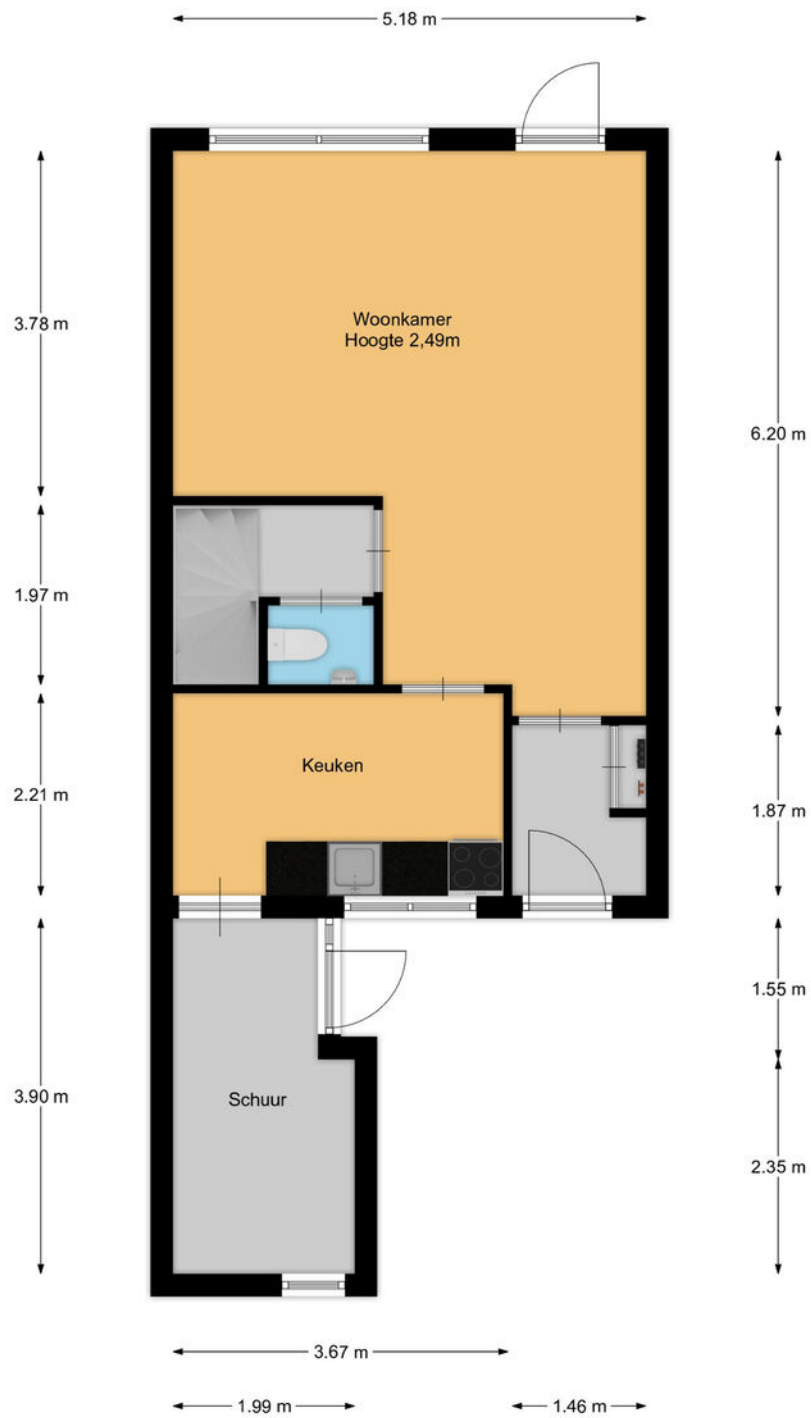 5.18 m
3.78 m
Woonkamer
Hoogte 2,49m
6.20 m
1.97 m
Keuken
2.21 m
1.87 m
1.55 m
3.90 m
Schuur
2.35 m
3.67 m
1.99 m
1.46 m